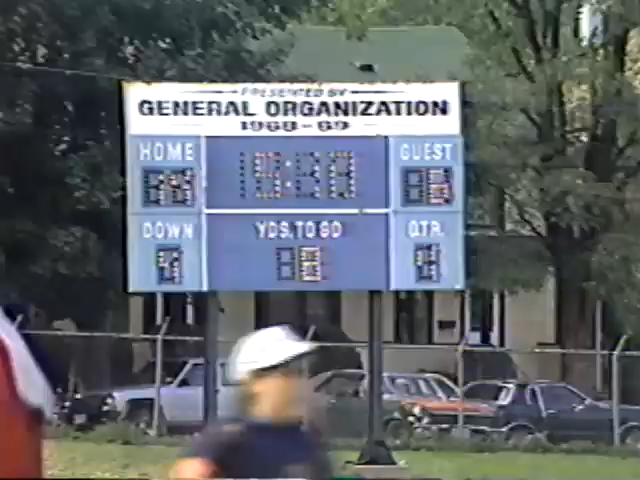 PRESENTED BY
GENERAL ORGANIZATION
1968-69
HOME
GUEST
DOWN
YDS. TO GO
QTR.